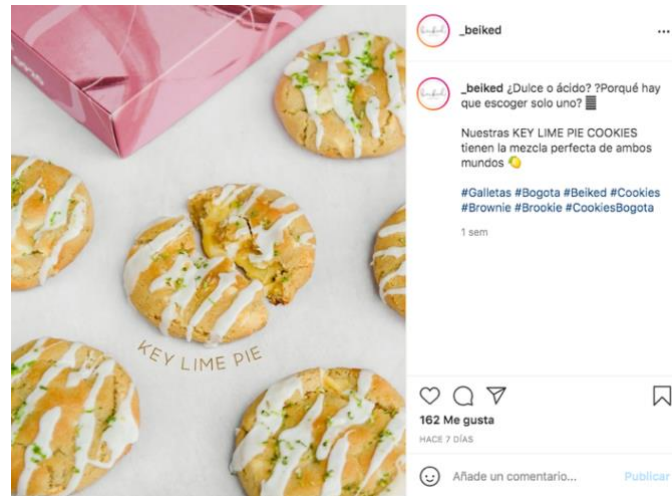 KEY LIME PIE
_beiked
_beiked ¿Dulce o ácido? ?Porqué hay
que escoger solo uno?
Nuestras KEY LIME PIE COOKIES
tienen la mezcla perfecta de ambos
mundos
#Galletas #Bogota #Beiked #Cookies
#Brownie #Brookie #CookiesBogota
1 sem
162 Me gusta
HACE 7 DÍAS
Añade un comentario...
Publicar